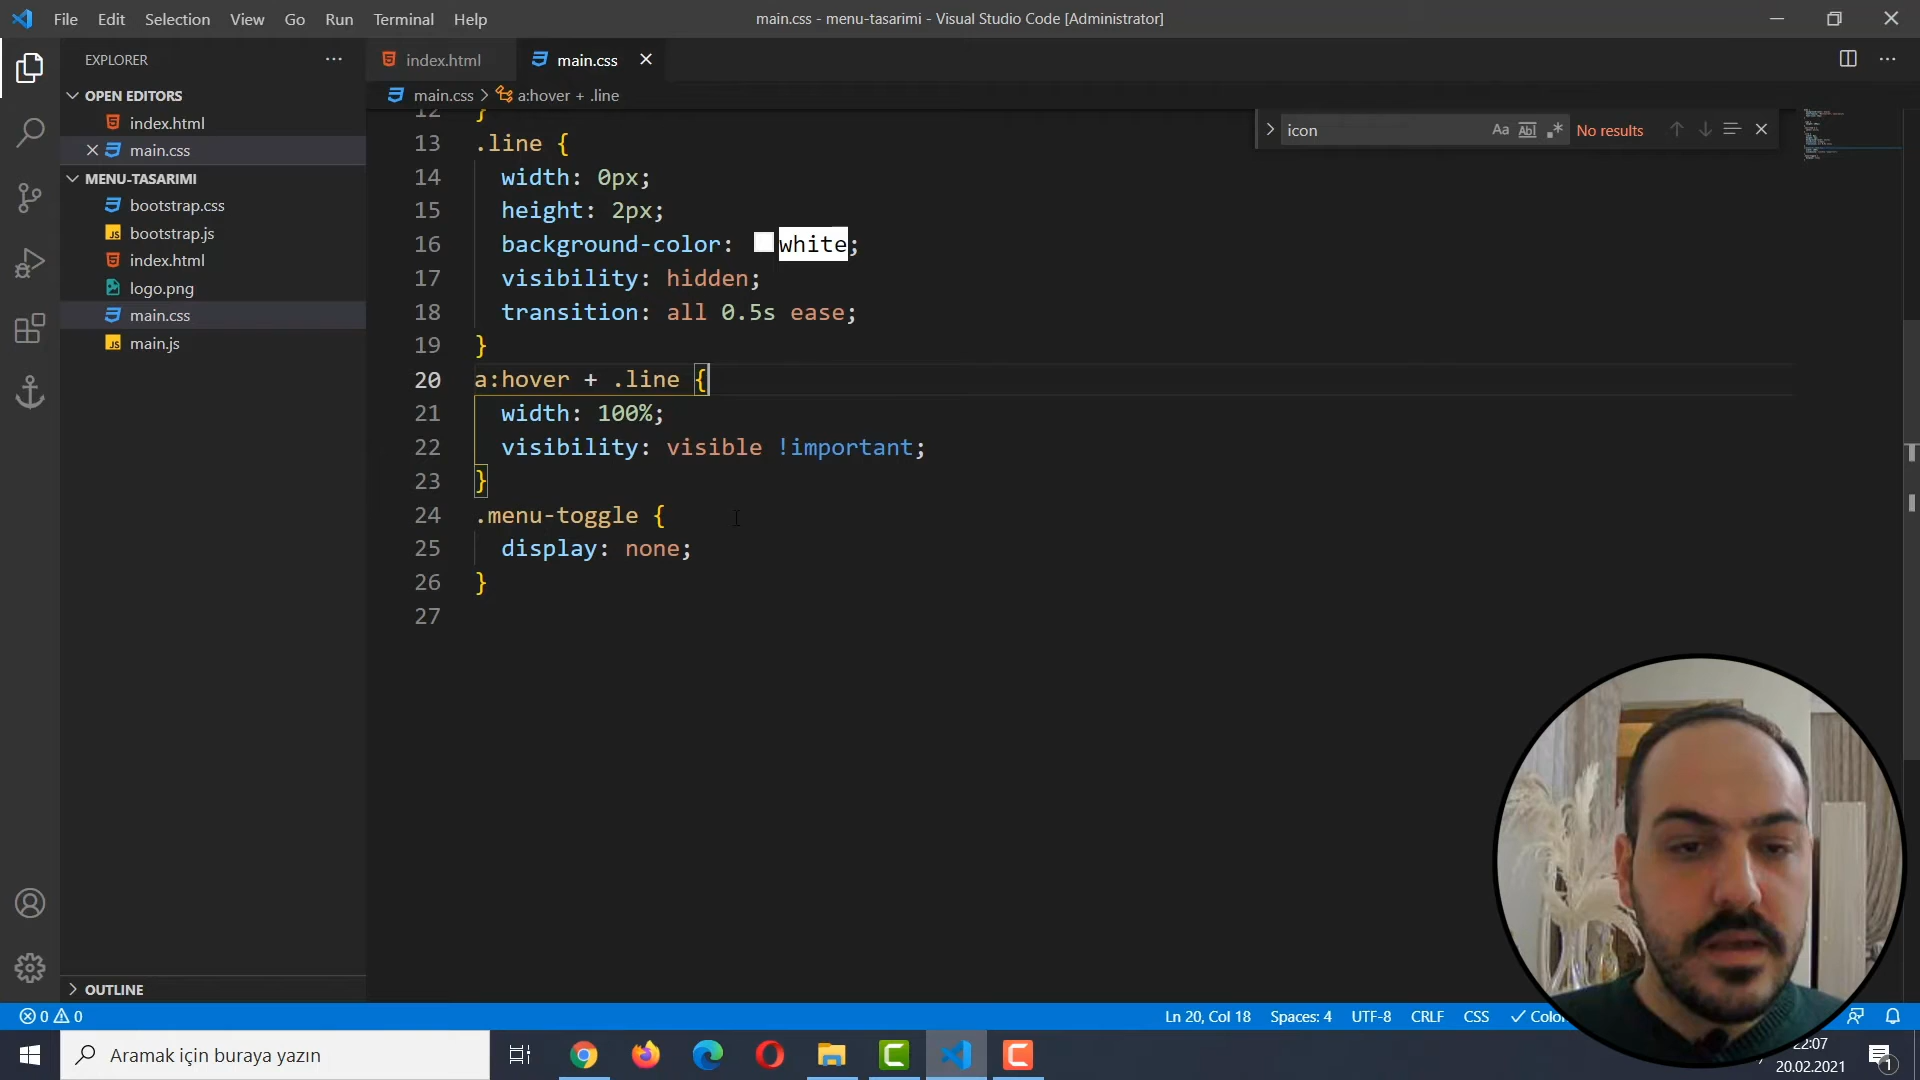 File Edit Selection View Go Run Terminal Help
main.css - menu-tasarimi - Visual Studio Code [Administrator]
EXPLORER
index.html
main.css
OPEN EDITORS
index.html
main.css
MENU-TASARIMI
bootstrap.css
bootstrap.js
index.html
logo.png
main.css
main.js
OUTLINE
main.css > a:hover + .line
icon
Aa Abl .* No results
12 }
13 .line {
14 width: 0px;
15 height: 2px;
16 background-color: white;
17 visibility: hidden;
18 transition: all 0.5s ease;
19 }
20 a:hover + .line {
21 width: 100%;
22 visibility: visible !important;
23 }
24 .menu-toggle {
25 display: none;
26 }
27
0 0
Ln 20, Col 18 Spaces: 4 UTF-8 CRLF CSS
Aramak için buraya yazın
22:07
20.02.2021
1